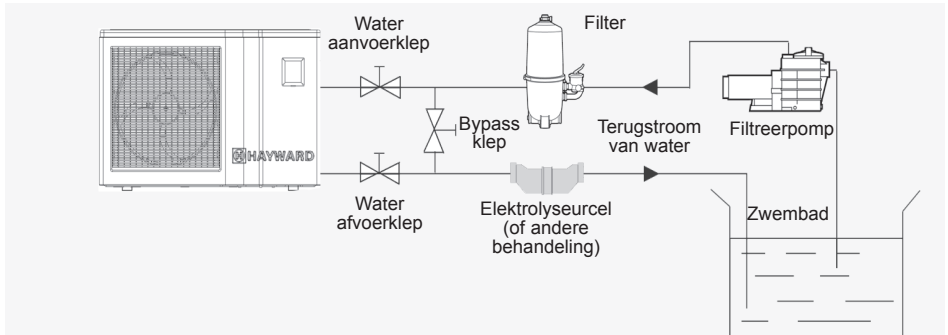 Water
aanvoerklep
Filter
Bypass
klep
Terugstroom
van water
Filtreerpomp
HAYWARD
Water
afvoerklep
Elektrolyseurcel
(of andere
behandeling)
Zwembad